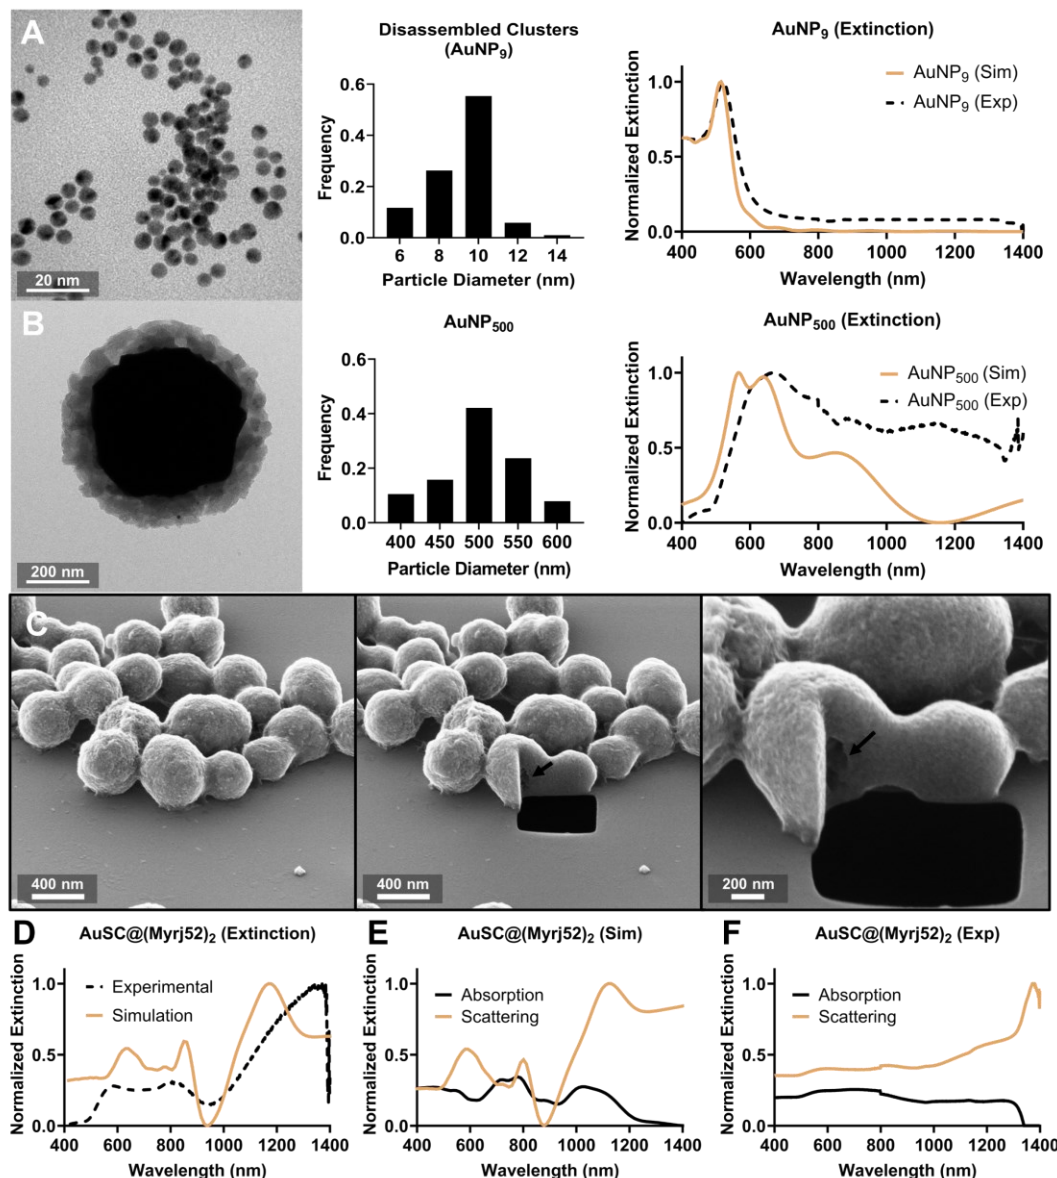 A
20 nm
Disassembled Clusters
(AuNP9)
Frequency
0.6
0.4
0.2
0.0
6 8 10 12 14
Particle Diameter (nm)
AuNP9 (Extinction)
Normalized Extinction
1.0
0.5
0.0
AuNP9 (Sim)
AuNP9 (Exp)
400 600 800 1000 1200 1400
Wavelength (nm)
B
200 nm
AuNP500
Frequency
0.6
0.4
0.2
0.0
400 450 500 550 600
Particle Diameter (nm)
AuNP500 (Extinction)
Normalized Extinction
1.0
0.5
0.0
AuNP500 (Sim)
AuNP500 (Exp)
400 600 800 1000 1200 1400
Wavelength (nm)
C
400 nm
400 nm
200 nm
D
AuSC@(Myrj52)2 (Extinction)
Normalized Extinction
1.0
0.5
0.0
Experimental
Simulation
400 600 800 1000 1200 1400
Wavelength (nm)
E
AuSC@(Myrj52)2 (Sim)
Normalized Extinction
1.0
0.5
0.0
Absorption
Scattering
400 600 800 1000 1200 1400
Wavelength (nm)
F
AuSC@(Myrj52)2 (Exp)
Normalized Extinction
1.0
0.5
0.0
Absorption
Scattering
400 600 800 1000 1200 1400
Wavelength (nm)